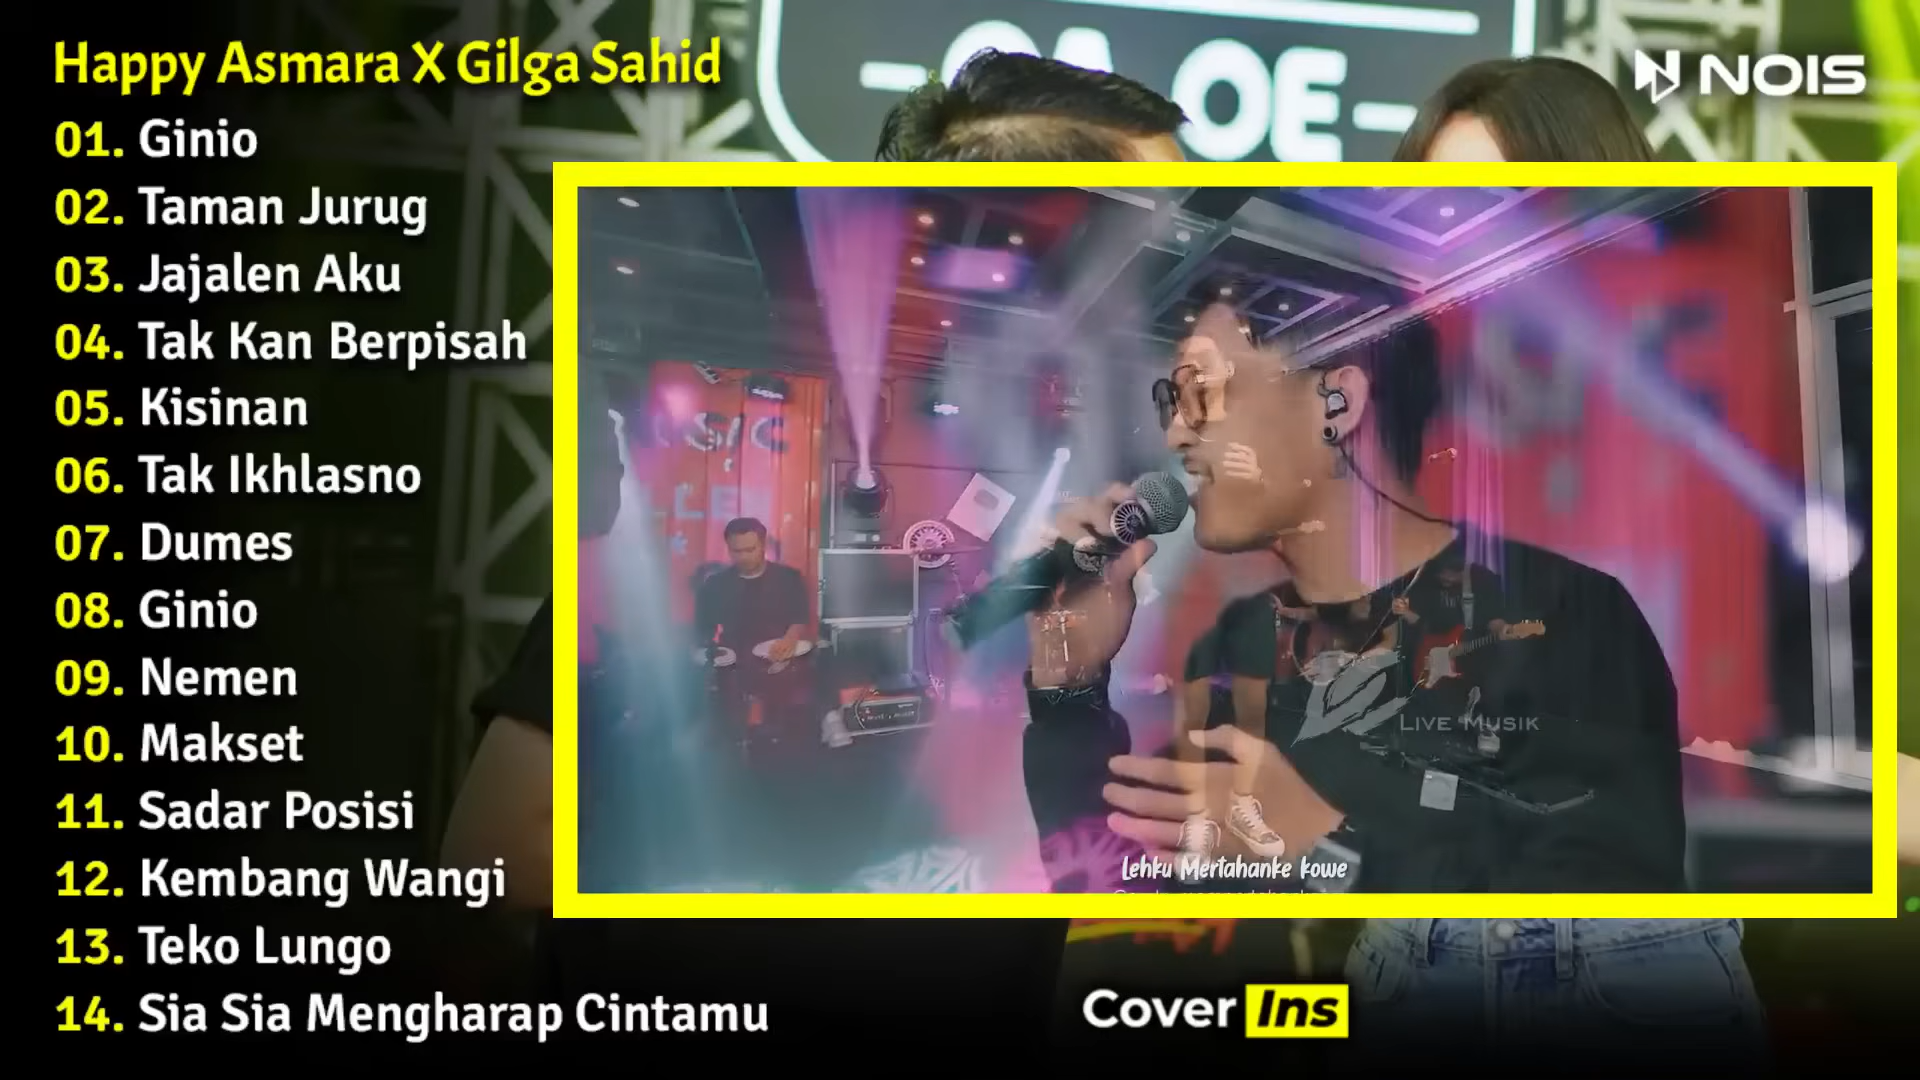 Happy Asmara X Gilga Sahid
01. Ginio
02. Taman Jurug
03. Jajalen Aku
04. Tak Kan Berpisah
05. Kisinan
06. Tak Ikhlasno
07. Dumes
08. Ginio
09. Nemen
10. Makset
11. Sadar Posisi
12. Kembang Wangi
13. Teko Lungo
14. Sia Sia Mengharap Cintamu
NOIS
OE
LIVE MUSIK
Lehku Mertahanke kowe
Cover Ins